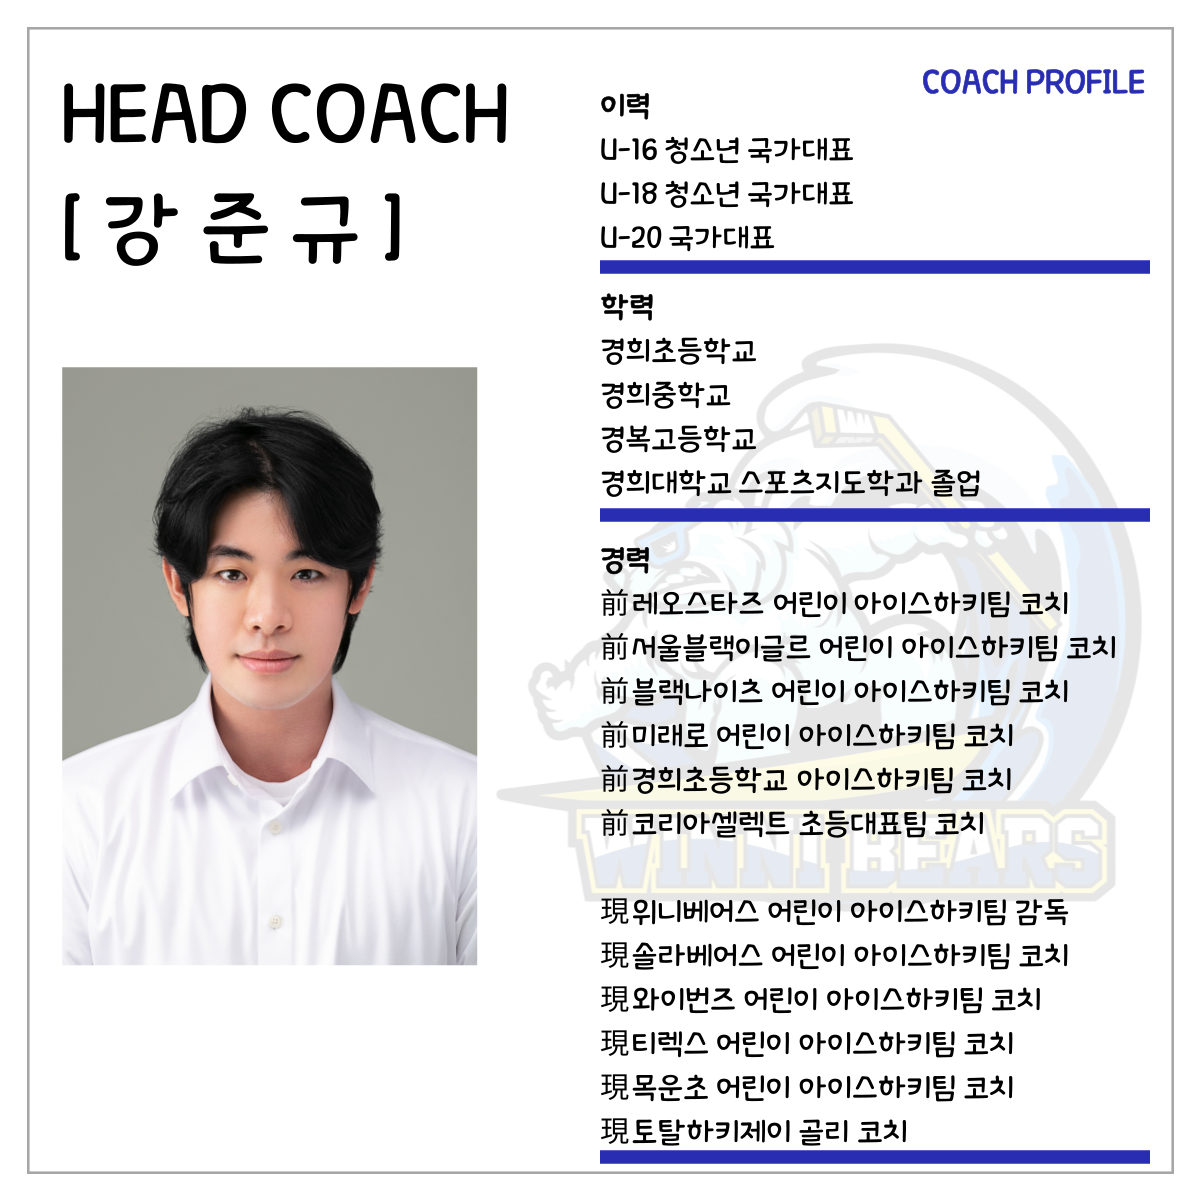 HEAD COACH
[ 강 준 규 ]
COACH PROFILE
이력
U-16 청소년 국가대표
U-18 청소년 국가대표
U-20 국가대표
학력
경희초등학교
경희중학교
경복고등학교
경희대학교 스포츠지도학과 졸업
경력
前레오스타즈 어린이 아이스하키팀 코치
前서울블랙이글르 어린이 아이스하키팀 코치
前블랙나이츠 어린이 아이스하키팀 코치
前미래로 어린이 아이스하키팀 코치
前경희초등학교 아이스하키팀 코치
前코리아셀렉트 초등대표팀 코치
WINNI BEARS
現위니베어스 어린이 아이스하키팀 감독
現솔라베어스 어린이 아이스하키팀 코치
現와이번즈 어린이 아이스하키팀 코치
現티렉스 어린이 아이스하키팀 코치
現목운초 어린이 아이스하키팀 코치
現토탈하키제이 골리 코치